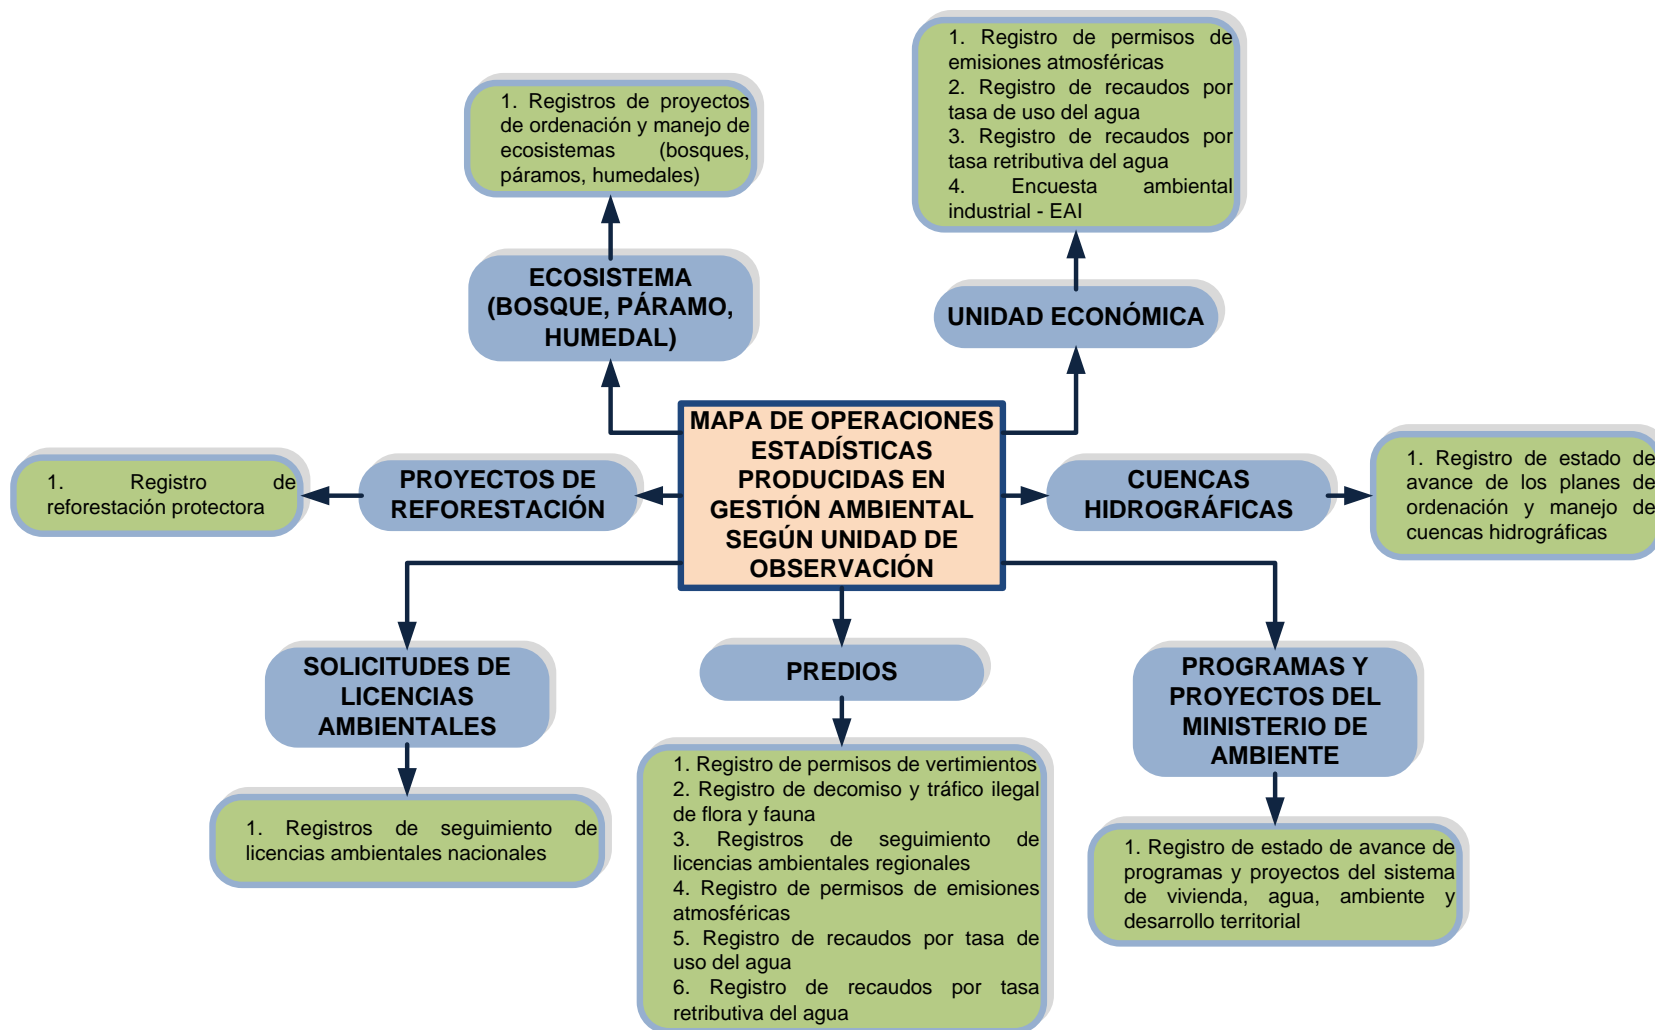 1. Registros de proyectos
de ordenación y manejo de
ecosistemas (bosques,
páramos, humedales)
1. Registro de permisos de
emisiones atmosféricas
2. Registro de recaudos por
tasa de uso del agua
3. Registro de recaudos por
tasa retributiva del agua
4. Encuesta ambiental
industrial - EAI
ECOSISTEMA
(BOSQUE, PÁRAMO,
HUMEDAL)
UNIDAD ECONÓMICA
MAPA DE OPERACIONES
ESTADÍSTICAS
PRODUCIDAS EN
GESTIÓN AMBIENTAL
SEGÚN UNIDAD DE
OBSERVACIÓN
1. Registro de
reforestación protectora
PROYECTOS DE
REFORESTACIÓN
CUENCAS
HIDROGRÁFICAS
1. Registro de estado de
avance de los planes de
ordenación y manejo de
cuencas hidrográficas
SOLICITUDES DE
LICENCIAS
AMBIENTALES
PREDIOS
PROGRAMAS Y
PROYECTOS DEL
MINISTERIO DE
AMBIENTE
1. Registros de seguimiento de
licencias ambientales nacionales
1. Registro de permisos de vertimientos
2. Registro de decomiso y tráfico ilegal
de flora y fauna
3. Registros de seguimiento de
licencias ambientales regionales
4. Registro de permisos de emisiones
atmosféricas
5. Registro de recaudos por tasa de
uso del agua
6. Registro de recaudos por tasa
retributiva del agua
1. Registro de estado de avance de
programas y proyectos del sistema
de vivienda, agua, ambiente y
desarrollo territorial